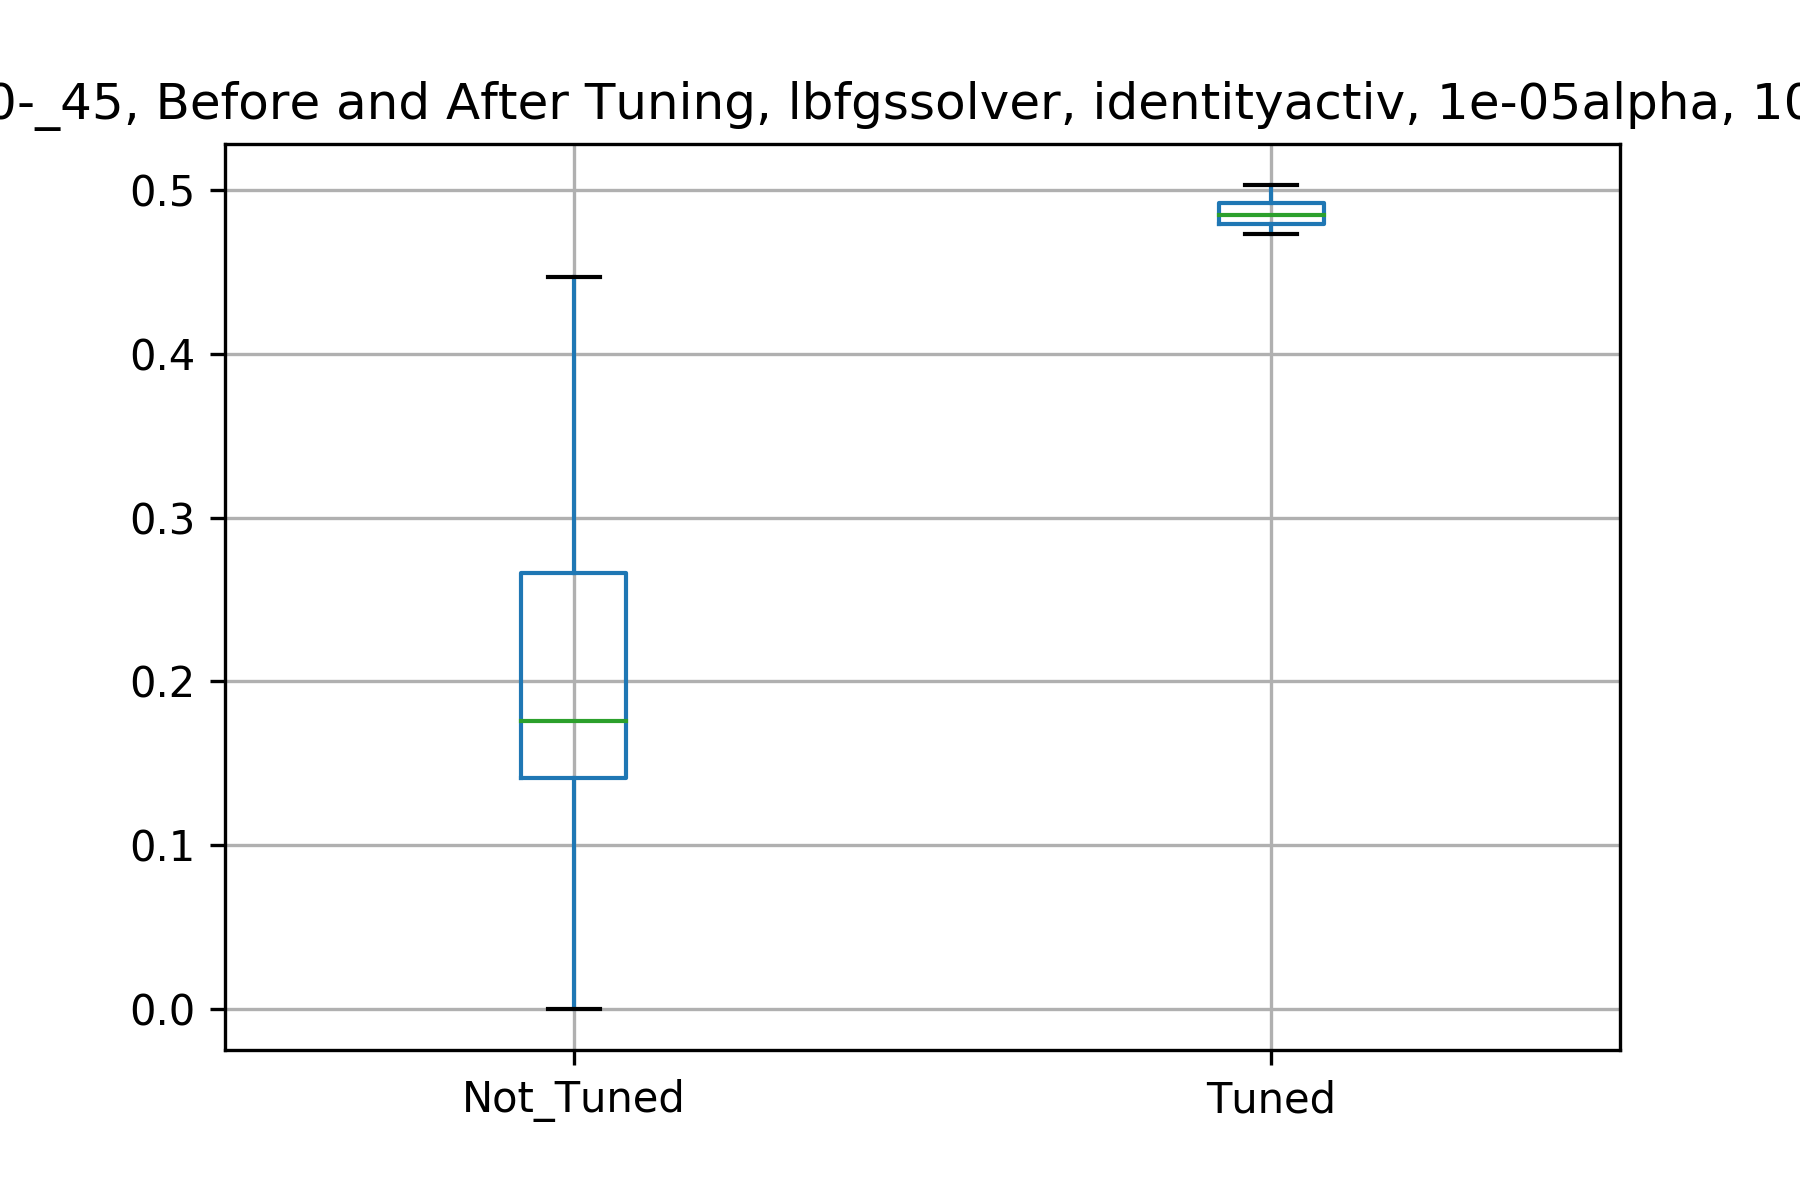 0-_45, Before and After Tuning, lbfgssolver, identityactiv, 1e-05alpha, 10
0.5
0.4
0.3
0.2
0.1
0.0
Not_Tuned
Tuned